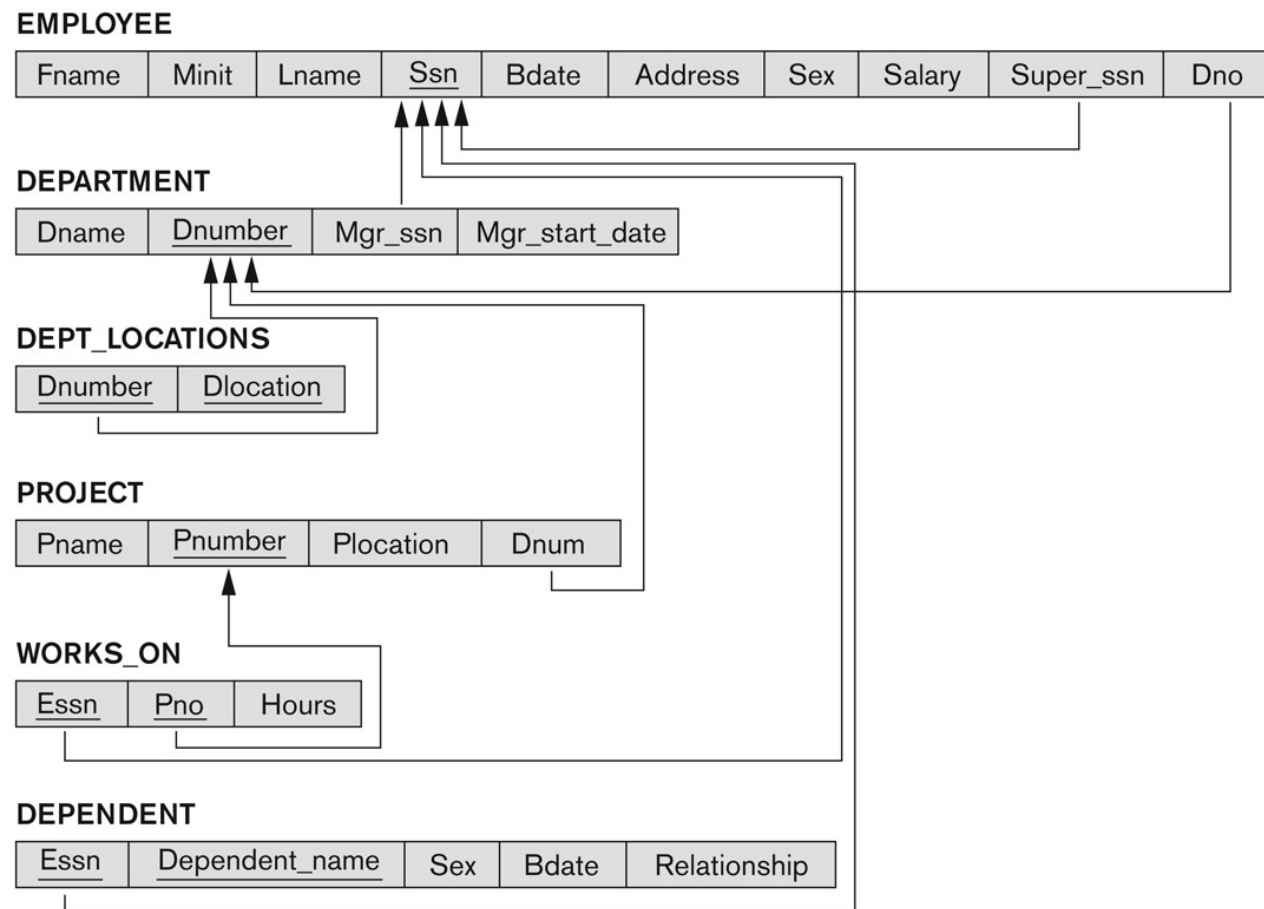 EMPLOYEE
Fname Minit Lname Ssn Bdate Address Sex Salary Super_ssn Dno
DEPARTMENT
Dname Dnumber Mgr_ssn Mgr_start_date
DEPT_LOCATIONS
Dnumber Dlocation
PROJECT
Pname Pnumber Plocation Dnum
WORKS_ON
Essn Pno Hours
DEPENDENT
Essn Dependent_name Sex Bdate Relationship